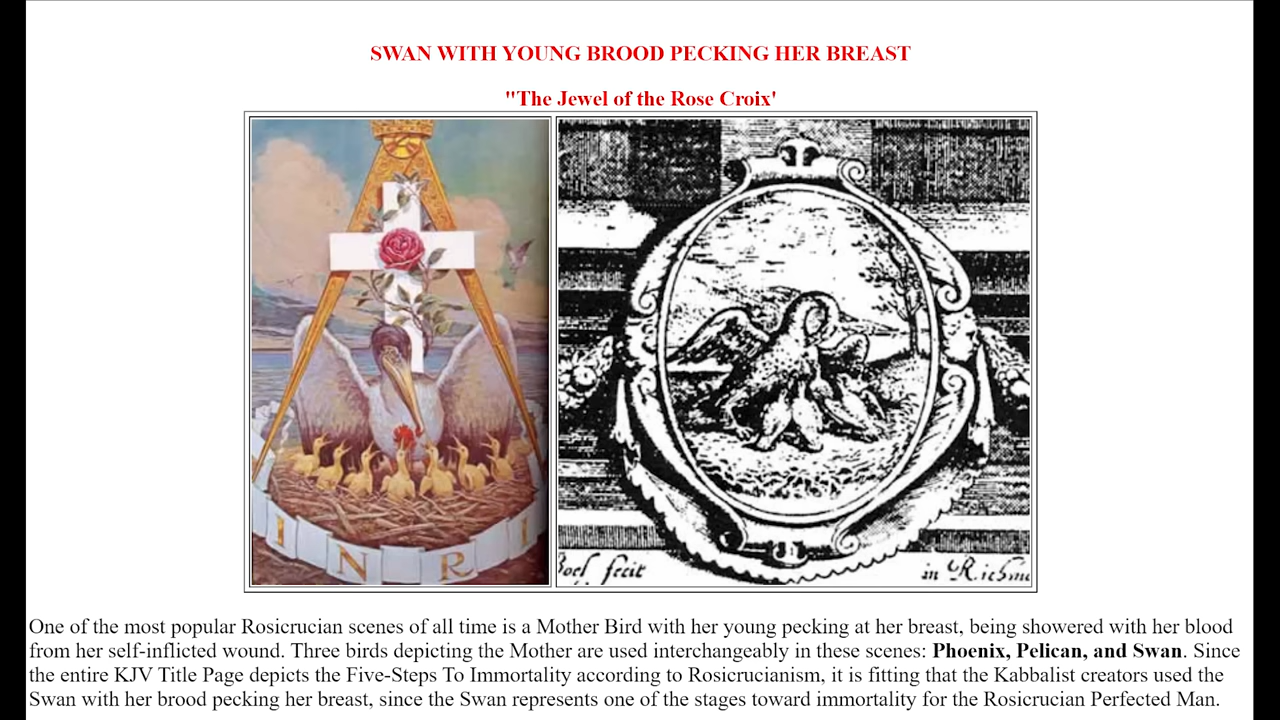 SWAN WITH YOUNG BROOD PECKING HER BREAST
"The Jewel of the Rose Croix'
I N R I
fecit
in
One of the most popular Rosicrucian scenes of all time is a Mother Bird with her young pecking at her breast, being showered with her blood
from her self-inflicted wound. Three birds depicting the Mother are used interchangeably in these scenes: Phoenix, Pelican, and Swan. Since
the entire KJV Title Page depicts the Five-Steps To Immortality according to Rosicrucianism, it is fitting that the Kabbalist creators used the
Swan with her brood pecking her breast, since the Swan represents one of the stages toward immortality for the Rosicrucian Perfected Man.